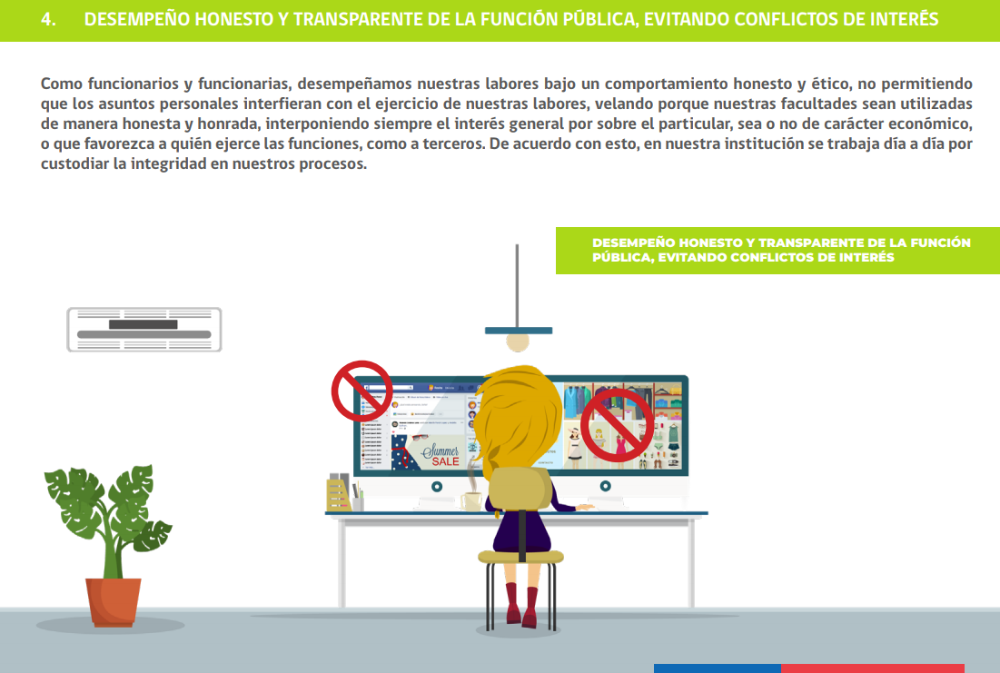 4. DESEMPEÑO HONESTO Y TRANSPARENTE DE LA FUNCIÓN PÚBLICA, EVITANDO CONFLICTOS DE INTERÉS
Como funcionarios y funcionarias, desempeñamos nuestras labores bajo un comportamiento honesto y ético, no permitiendo
que los asuntos personales interfieran con el ejercicio de nuestras labores, velando porque nuestras facultades sean utilizadas
de manera honesta y honrada, interponiendo siempre el interés general por sobre el particular, sea o no de carácter económico,
o que favorezca a quién ejerce las funciones, como a terceros. De acuerdo con esto, en nuestra institución se trabaja día a día por
custodiar la integridad en nuestros procesos.
DESEMPEÑO HONESTO Y TRANSPARENTE DE LA FUNCIÓN
PÚBLICA, EVITANDO CONFLICTOS DE INTERÉS
Summer
SALE